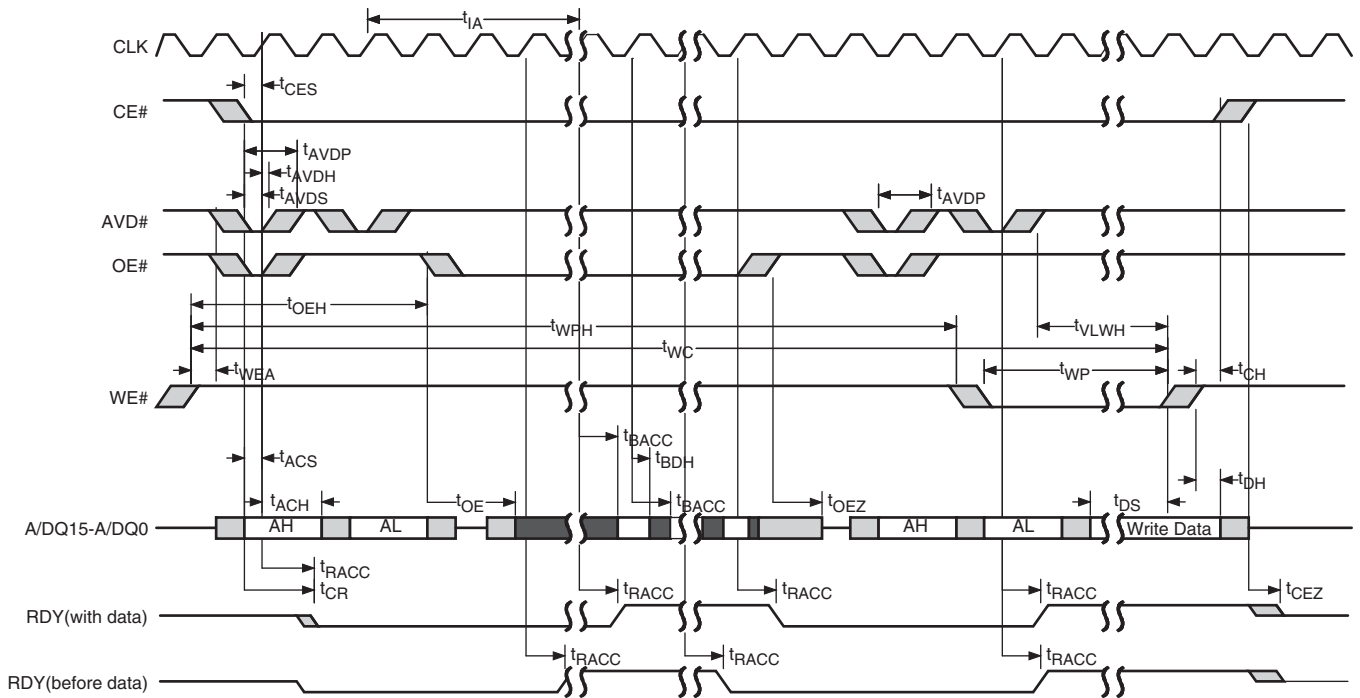 tIA
CLK
tCES
CE#
tAVDP
tAVDH
tAVDS
tAVDP
AVD#
OE#
tOEH
tWPH
tVLWH
tWC
tWEA
tWP
tCH
WE#
tBACC
tACS
tBDH
tACH
tOE
tBACC
tOEZ
tDS
tDH
A/DQ15-A/DQ0
AH
AL
AH
AL
Write Data
tRACC
tCR
tRACC
tRACC
tRACC
tCEZ
RDY(with data)
tRACC
tRACC
tRACC
RDY(before data)